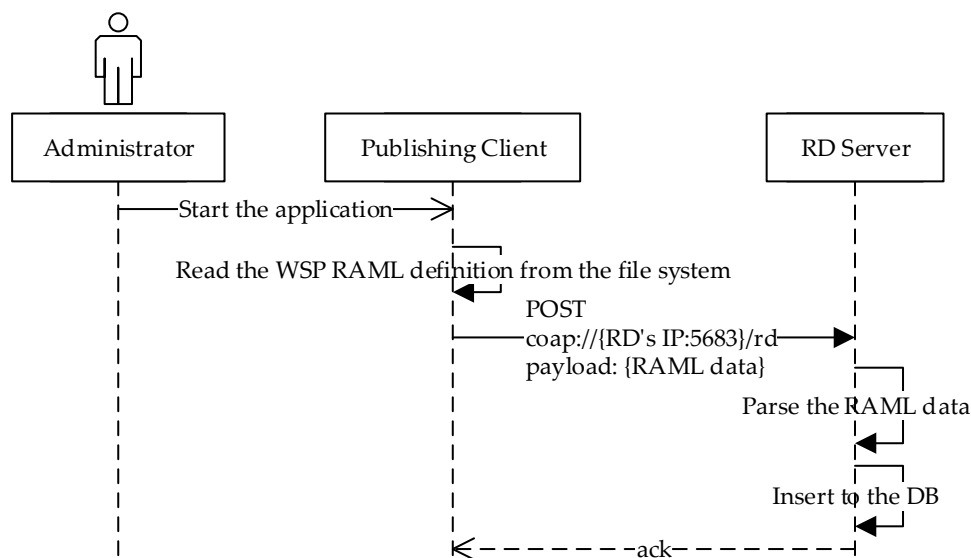 Administrator
Publishing Client
RD Server
Start the application
Read the WSP RAML definition from the file system
POST
coap://{RD's IP:5683}/rd
payload: {RAML data}
Parse the RAML data
Insert to the DB
ack